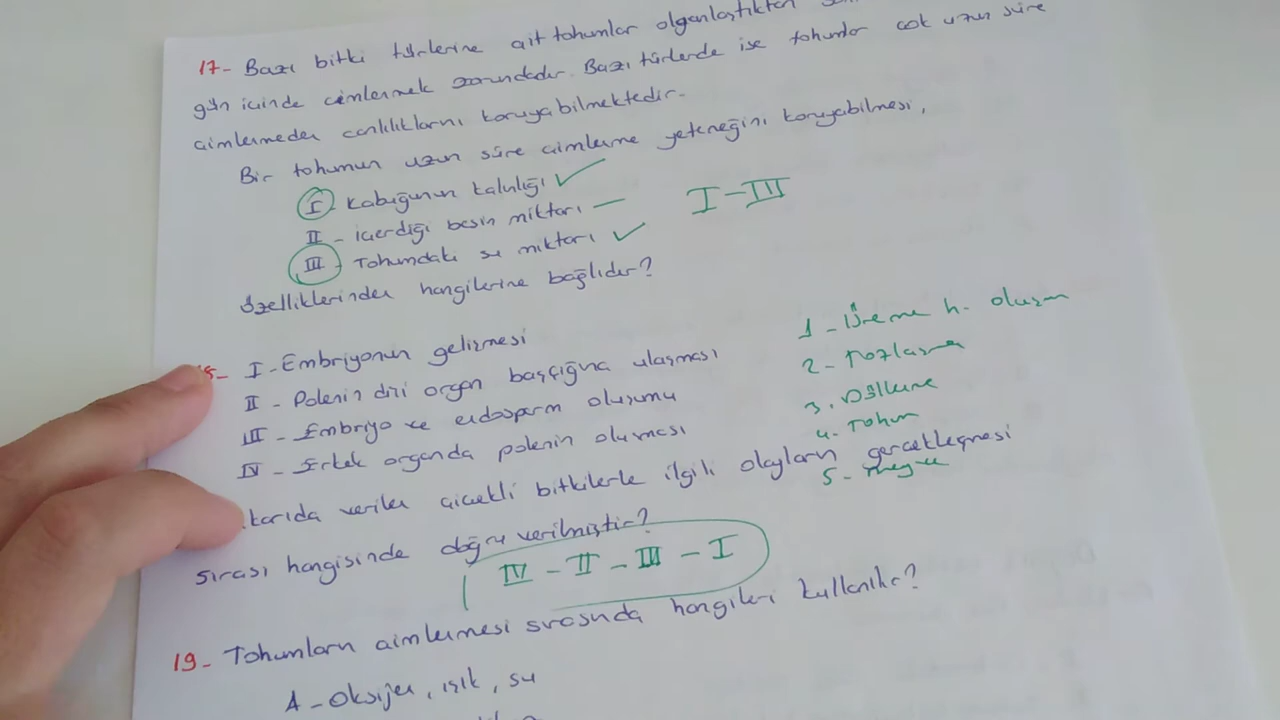 17- Bazı bitki türlerine ait tohumlar olgunlaştıktan
gün içinde çimlenmek zorundadır. Bazı türlerde ise tohumlar çok uzun süre
çimlenmeden canlılıklarını koruyabilmektedir.
Bir tohumun uzun süre çimlenme yeteneğini koruyabilmesi,
I - Kabuğunun kalınlığı ✓
II - içerdiği besin miktarı —
III - Tohumdaki su miktarı ✓
I-III
özelliklerinden hangilerine bağlıdır?
I - Embriyonun gelişmesi
II - Polenin dişi organ başçığına ulaşması
III - Embriyo ve endosperm oluşumu
IV - Erkek organda polenin oluşması
1 - Üreme h. oluşum
2 - Tozlaşma
3. Döllenme
4. Tohum
5 - meyve
karıda verilen çiçekli bitkilerle ilgili olayların gerçekleşmesi
sırası hangisinde doğru verilmiştir?
IV - II - III - I
19- Tohumların çimlenmesi sırasında hangileri kullanılır?
A - Oksijen, ışık, su